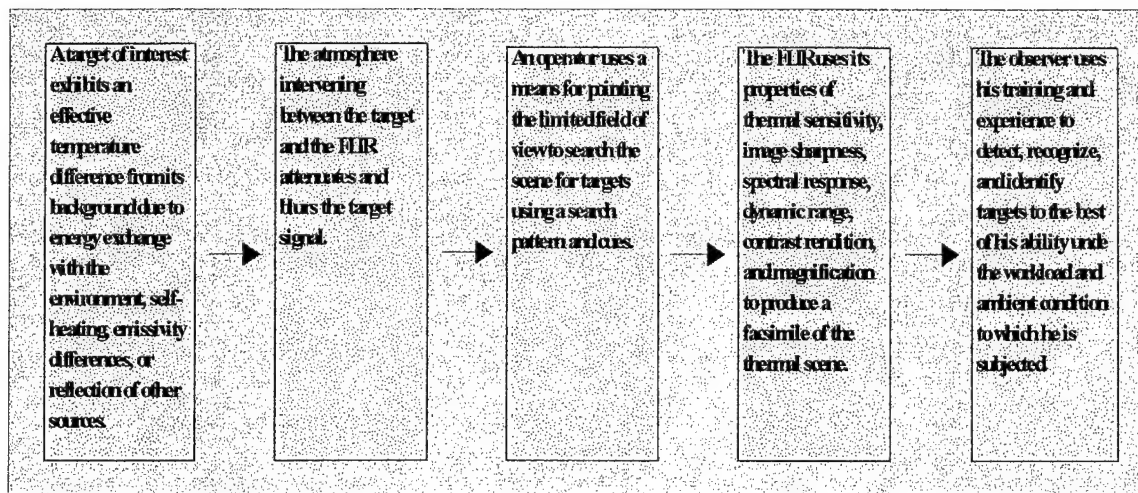 A target of interest
exhibits an
effective
temperature
difference from its
background due to
energy exchange
with the
environment, self-
heating, emissivity
differences, or
reflection of other
sources.
The atmosphere
intervening
between the target
and the FLIR
attenuates and
blurs the target
signal.
An operator uses a
means for pointing
the limited field of
view to search the
scene for targets
using a search
pattern and cues.
The FLIR uses its
properties of
thermal sensitivity,
image sharpness,
spectral response,
dynamic range,
contrast rendition,
and magnification
to produce a
facsimile of the
thermal scene.
The observer uses
his training and
experience to
detect, recognize,
and identify
targets to the best
of his ability unde
the workload and
ambient condition
to which he is
subjected